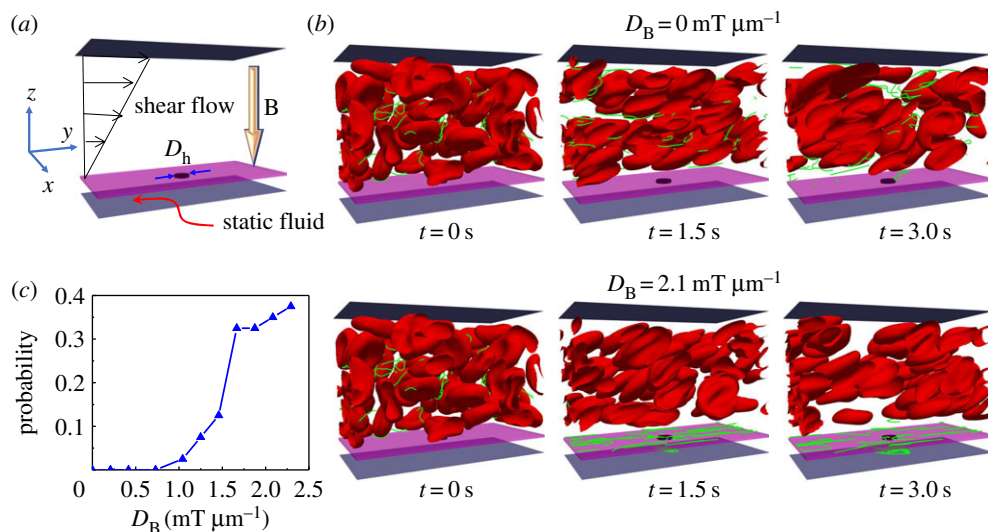 (a)
z
y
x
shear flow
B
D_h
static fluid
(b)
D_B = 0 mT μm⁻¹
t = 0 s
t = 1.5 s
t = 3.0 s
D_B = 2.1 mT μm⁻¹
t = 0 s
t = 1.5 s
t = 3.0 s
(c)
probability
0.4
0.3
0.2
0.1
0 0.5 1.0 1.5 2.0 2.5
D_B (mT μm⁻¹)